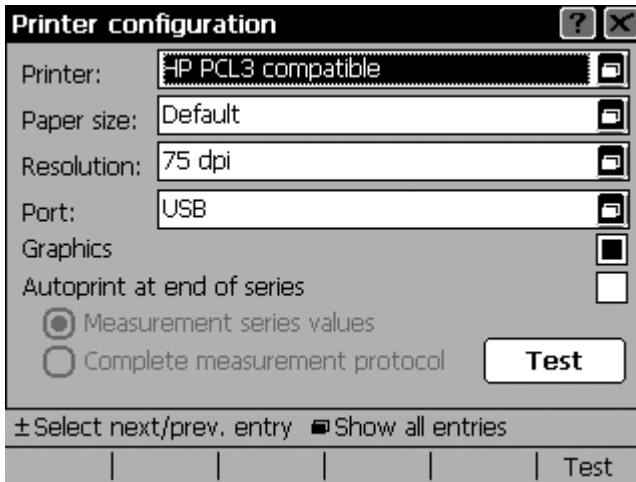 Printer configuration ? X
Printer: HP PCL3 compatible
Paper size: Default
Resolution: 75 dpi
Port: USB
Graphics
Autoprint at end of series
Measurement series values
Complete measurement protocol Test
±Select next/prev. entry Show all entries
Test